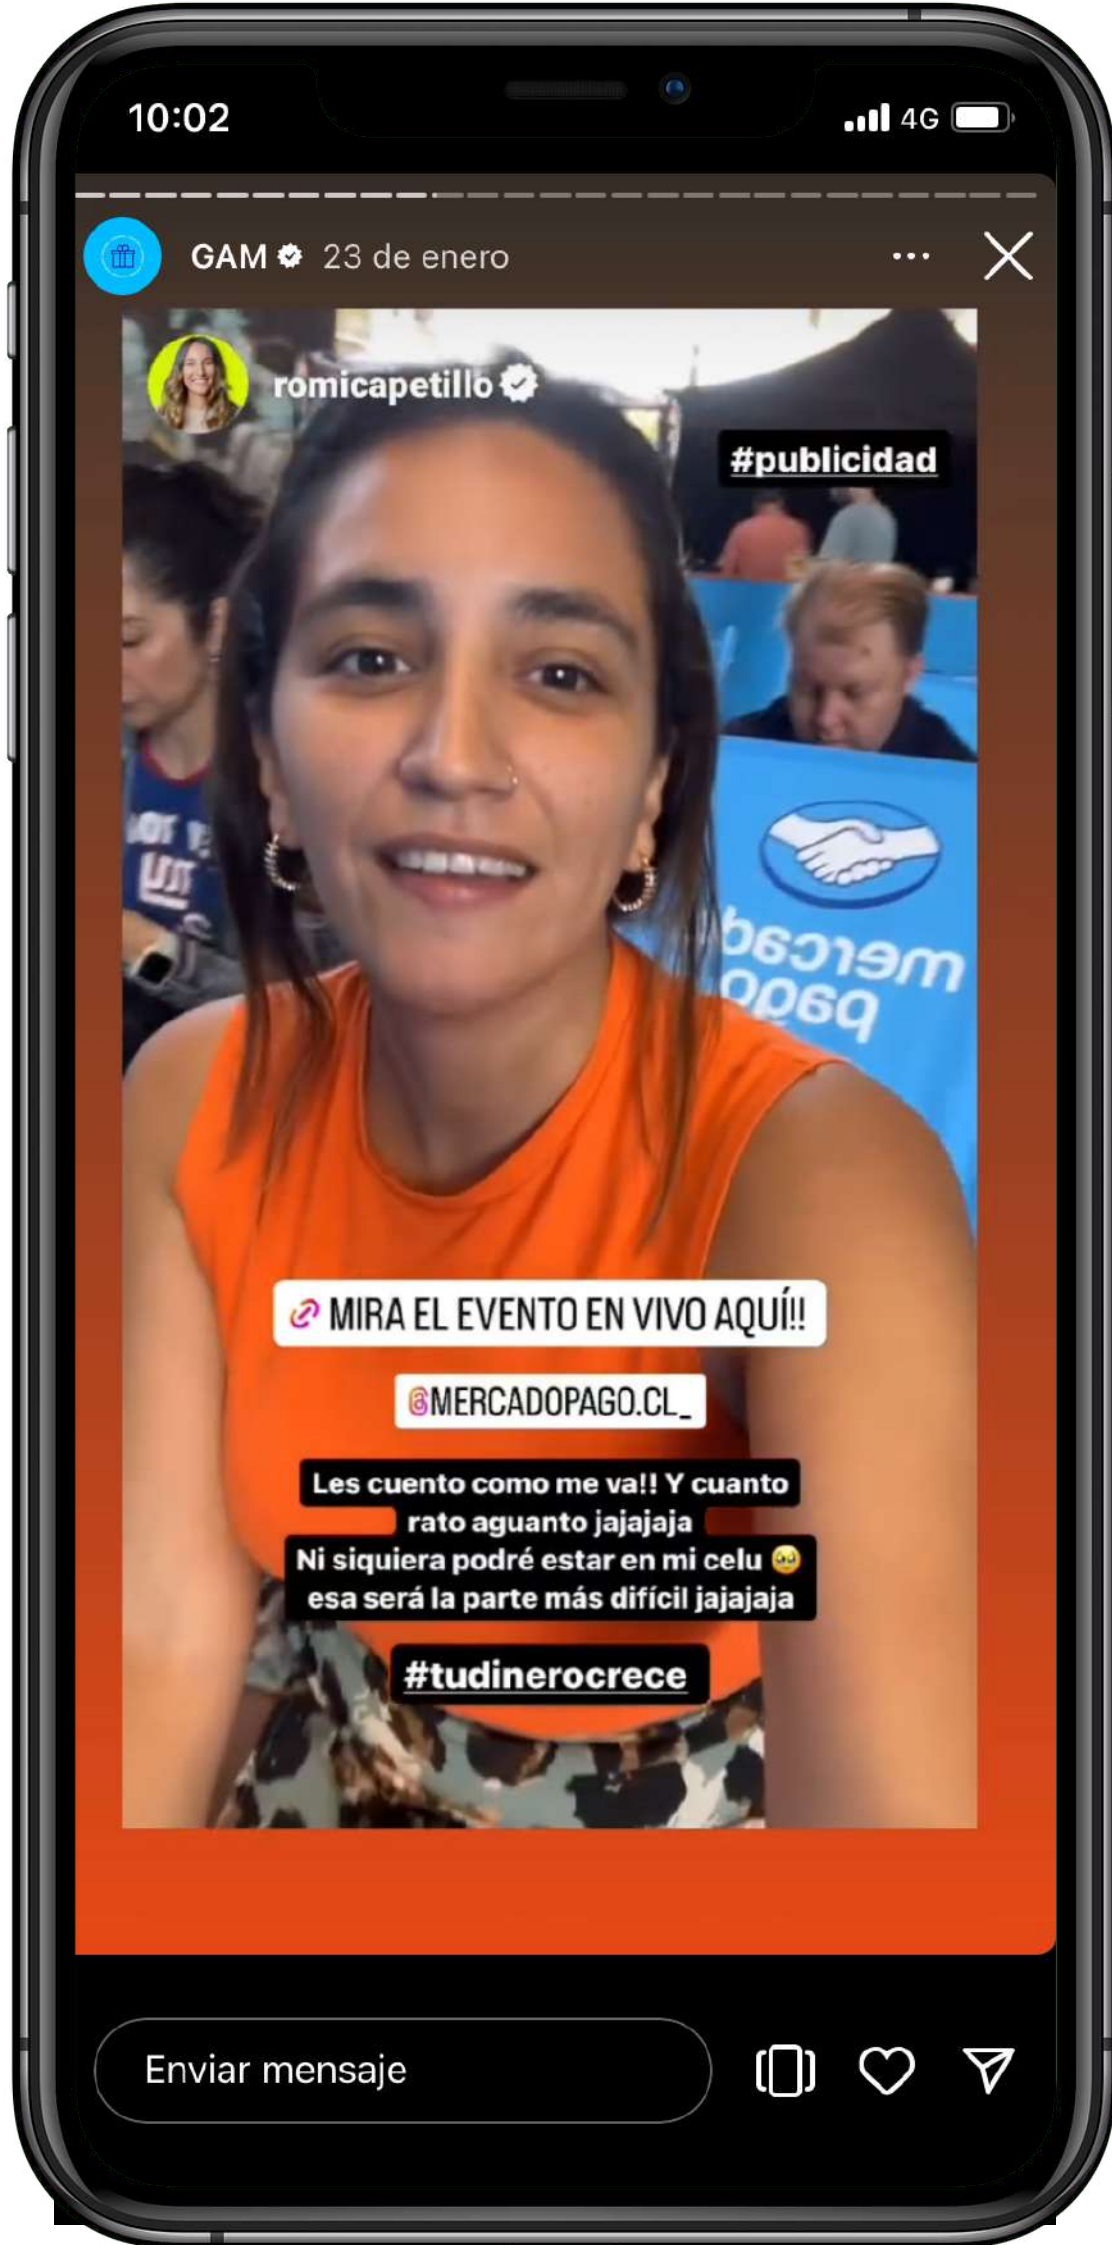 10:02
4G
GAM 23 de enero
romicapetillo
#publicidad
mercad
pago
MIRA EL EVENTO EN VIVO AQUÍ!!
@MERCADOPAGO.CL_
Les cuento como me va!! Y cuanto
rato aguanto jajajaja
Ni siquiera podré estar en mi celu 🥹
esa será la parte más difícil jajajaja
#tudinerocrece
Enviar mensaje